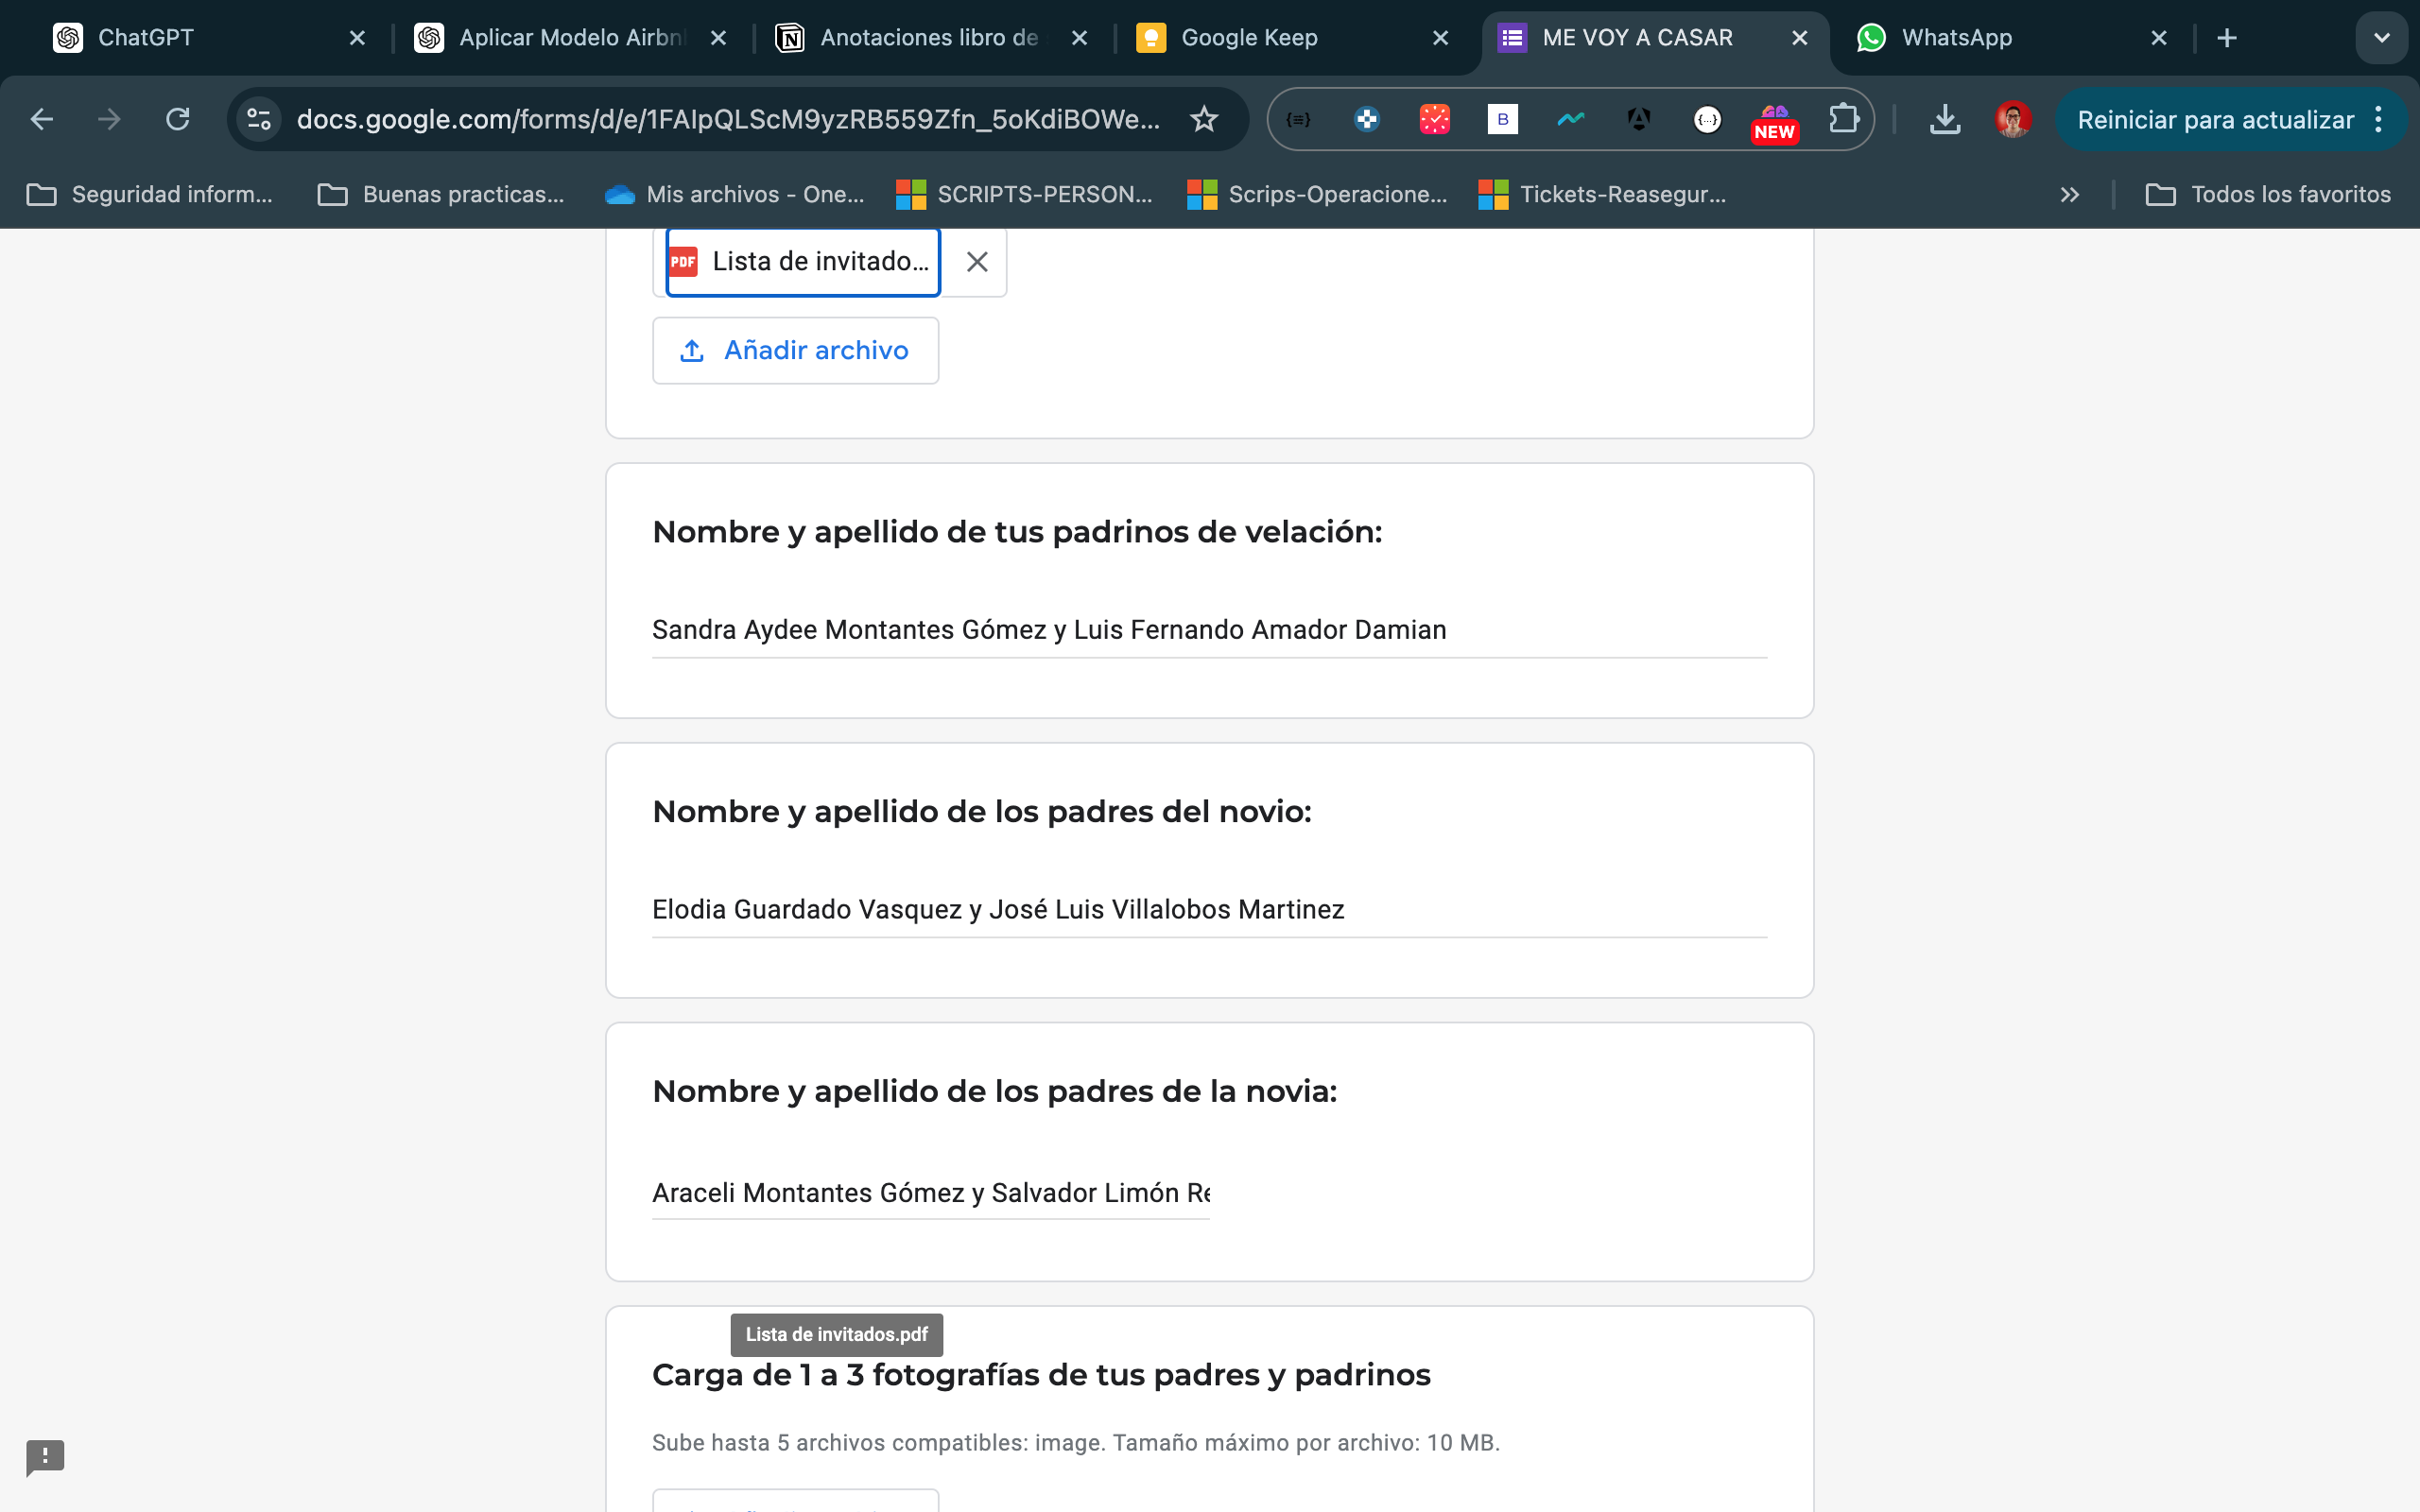 ChatGPT
Aplicar Modelo Airbnb
Anotaciones libro de
Google Keep
ME VOY A CASAR
WhatsApp
docs.google.com/forms/d/e/1FAIpQLScM9yzRB559Zfn_5oKdiBOWe...
B
NEW
Reiniciar para actualizar
Seguridad inform...
Buenas practicas...
Mis archivos - One...
SCRIPTS-PERSON...
Scrips-Operacione...
Tickets-Reasegur...
Todos los favoritos
PDF Lista de invitado...
Añadir archivo
Nombre y apellido de tus padrinos de velación:
Sandra Aydee Montantes Gómez y Luis Fernando Amador Damian
Nombre y apellido de los padres del novio:
Elodia Guardado Vasquez y José Luis Villalobos Martinez
Nombre y apellido de los padres de la novia:
Araceli Montantes Gómez y Salvador Limón Re
Lista de invitados.pdf
Carga de 1 a 3 fotografías de tus padres y padrinos
Sube hasta 5 archivos compatibles: image. Tamaño máximo por archivo: 10 MB.